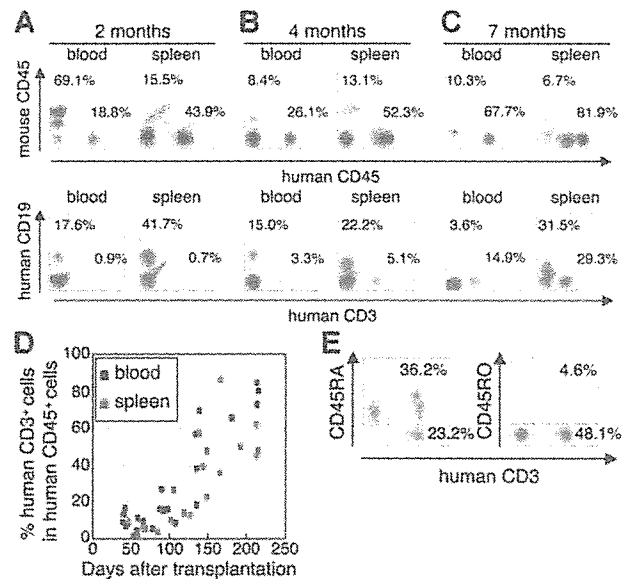 A 2 months B 4 months C 7 months
blood spleen blood spleen blood spleen
mouse CD45
69.1% 15.5% 8.4% 13.1% 10.3% 6.7%
18.8% 43.9% 26.1% 52.3% 67.7% 81.9%
human CD45
blood spleen blood spleen blood spleen
human CD19
17.6% 41.7% 15.0% 22.2% 3.6% 31.5%
0.9% 0.7% 3.3% 5.1% 14.9% 29.3%
human CD3
D
% human CD3+ cells
in human CD45+ cells
100
80
60
40
20
0
blood
spleen
0 50 100 150 200 250
Days after transplantation
E
CD45RA
36.2%
23.2%
CD45RO
4.6%
48.1%
human CD3